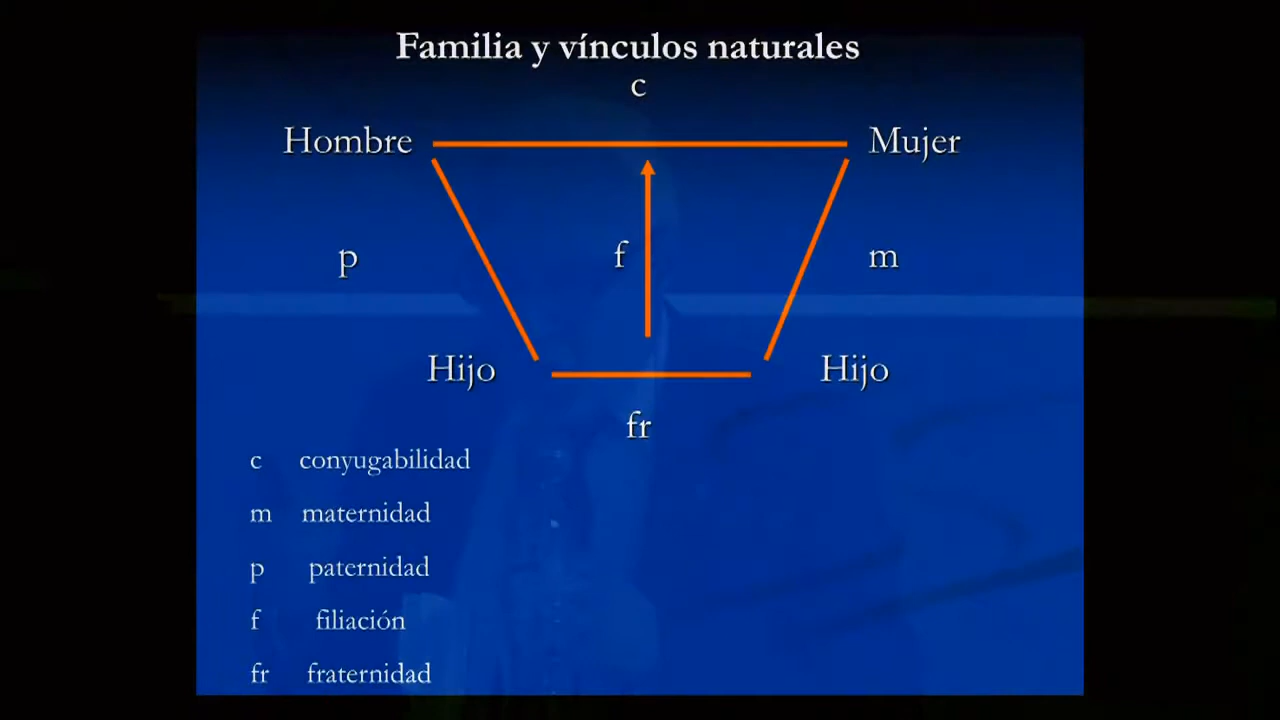 Familia y vínculos naturales
c
Hombre Mujer
p f m
Hijo Hijo
fr
c conyugabilidad
m maternidad
p paternidad
f filiación
fr fraternidad